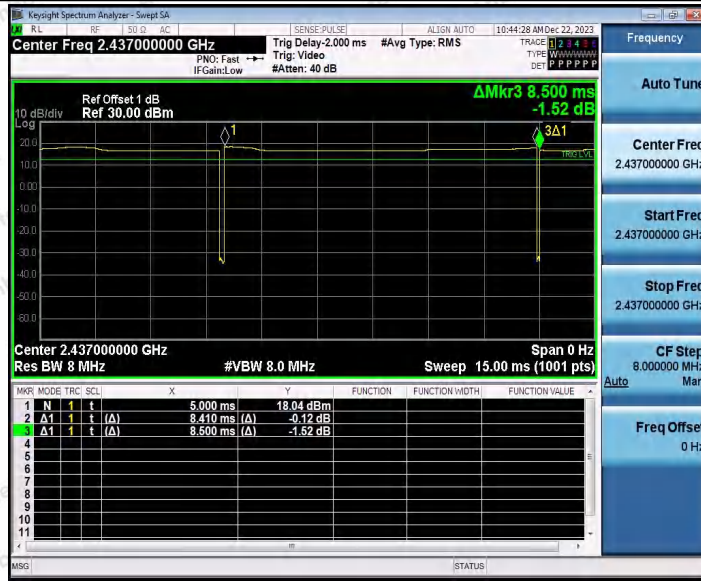 Keysight Spectrum Analyzer - Swept SA
RL RF 50 Ω AC SENSE:PULSE ALIGN AUTO 10:44:28 AM Dec 22, 2023
Center Freq 2.437000000 GHz
PNO: Fast
IFGain:Low
Trig Delay-2.000 ms
Trig: Video
#Atten: 40 dB
#Avg Type: RMS
TRACE 1 2 3 4 5 6
TYPE WWWWWW
DET P P P P P P
Frequency
Auto Tune
Center Freq
2.437000000 GHz
Start Freq
2.437000000 GHz
Stop Freq
2.437000000 GHz
CF Step
8.000000 MHz
Auto Man
Freq Offset
0 Hz
ΔMkr3 8.500 ms
-1.52 dB
Ref Offset 1 dB
10 dB/div Ref 30.00 dBm
Log
1
3Δ1
TRIG LVL
20.0
10.0
0.00
-10.0
-20.0
-30.0
-40.0
-50.0
-60.0
Center 2.437000000 GHz Span 0 Hz
Res BW 8 MHz #VBW 8.0 MHz Sweep 15.00 ms (1001 pts)
MKR MODE TRC SCL X Y FUNCTION FUNCTION WIDTH FUNCTION VALUE
1 N 1 t 5.000 ms 18.04 dBm
2 Δ1 1 t (Δ) 8.410 ms (Δ) -0.12 dB
3 Δ1 1 t (Δ) 8.500 ms (Δ) -1.52 dB
4
5
6
7
8
9
10
11
MSG STATUS